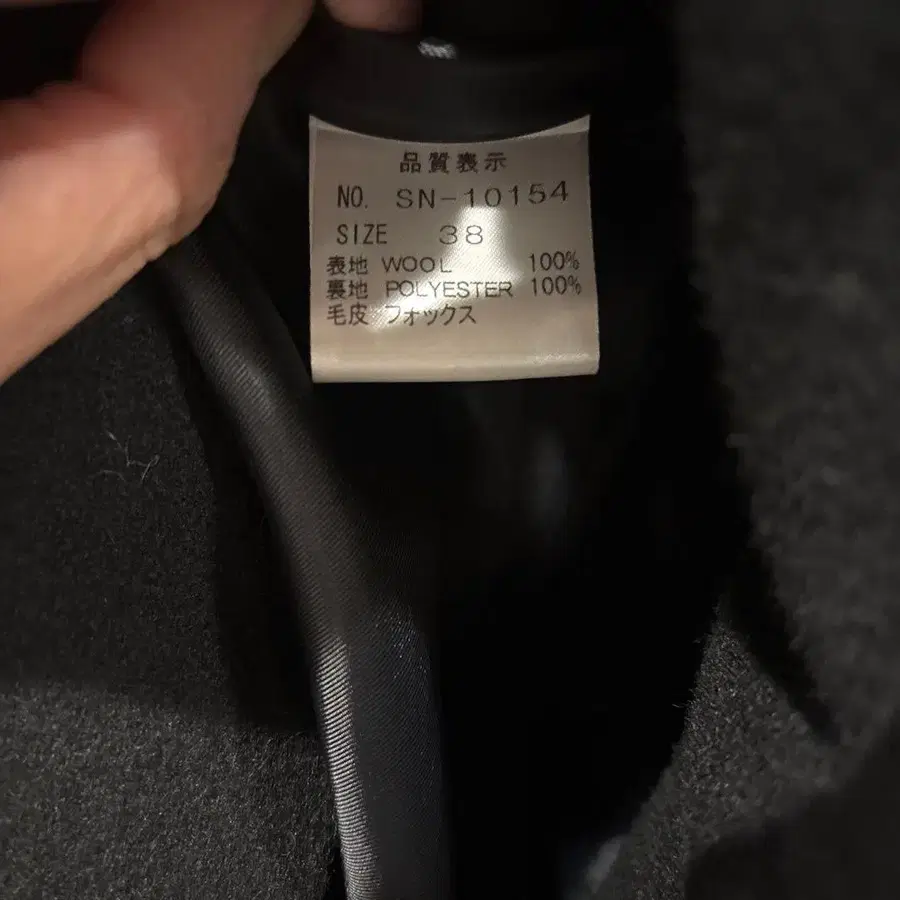 品質表示
NO. SN-10154
SIZE 38
表地 WOOL 100%
裏地 POLYESTER 100%
毛皮 フォックス